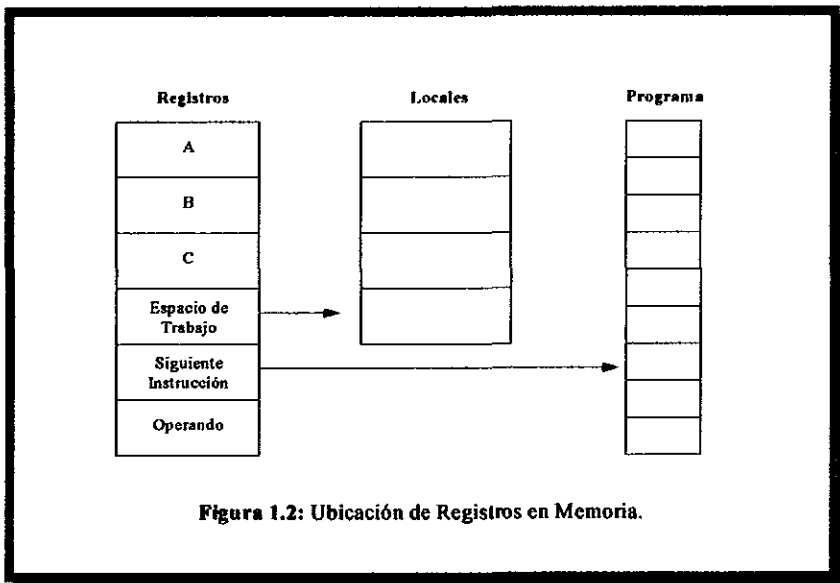 Registros
Locales
Programa
A
B
C
Espacio de
Trabajo
Siguiente
Instrucción
Operando
Figura 1.2: Ubicación de Registros en Memoria.